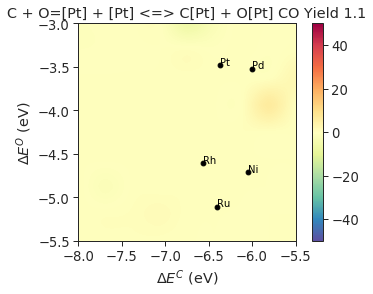 C + O=[Pt] + [Pt] <=> C[Pt] + O[Pt] CO Yield 1.1
−3.0
−3.5
−4.0
−4.5
−5.0
−5.5
ΔE^O (eV)
Pt
Pd
Rh
Ni
Ru
−8.0 −7.5 −7.0 −6.5 −6.0 −5.5
ΔE^C (eV)
40
20
0
−20
−40